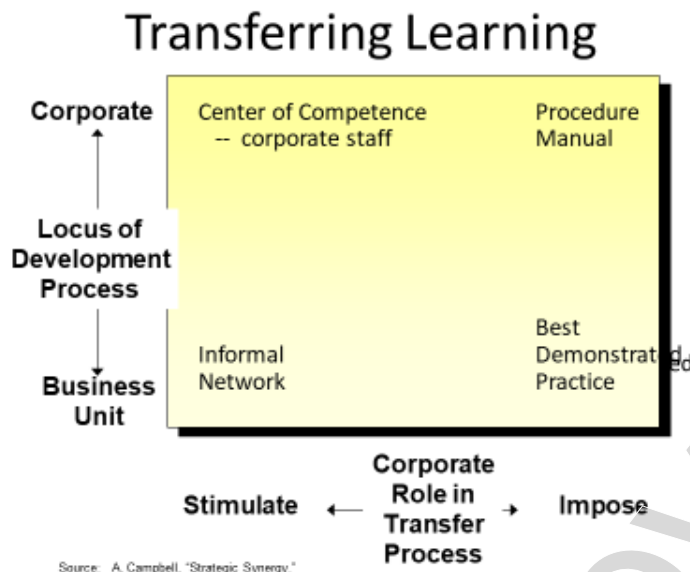 Transferring Learning
Corporate
Center of Competence
-- corporate staff
Procedure
Manual
Locus of
Development
Process
Informal
Network
Best
Demonstrated
Practice
Business
Unit
Stimulate
Corporate
Role in
Transfer
Process
Impose
Source: A. Campbell, "Strategic Synergy,"